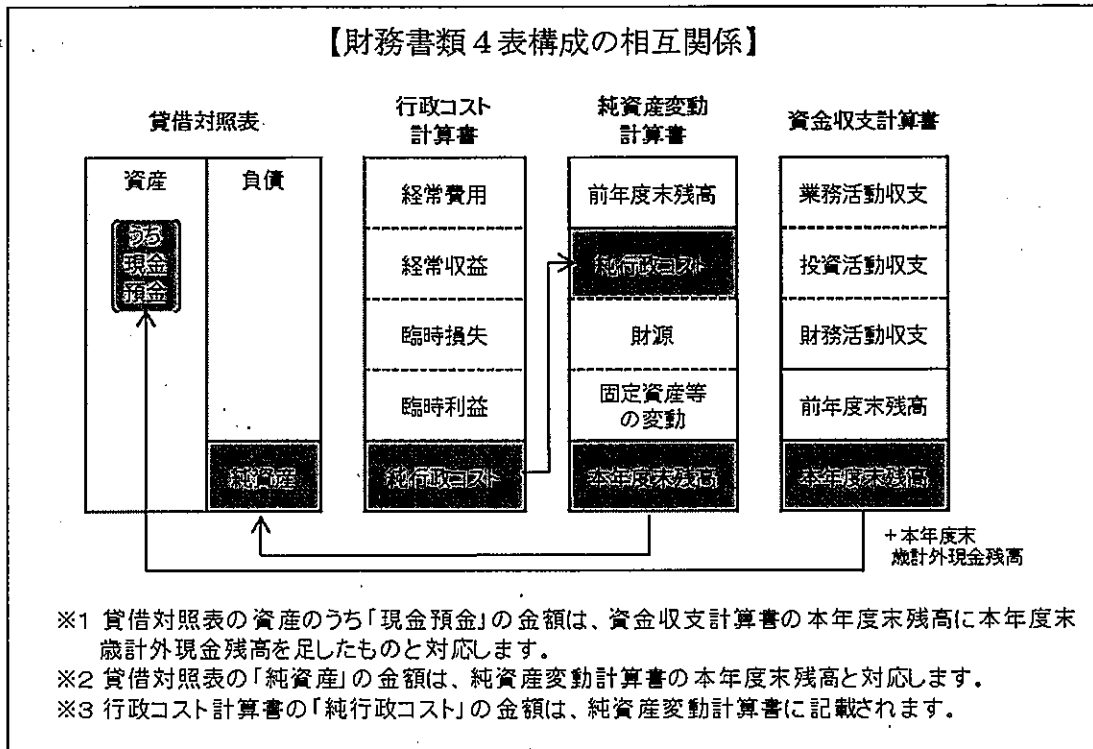 【財務書類4表構成の相互関係】
貸借対照表
行政コスト
計算書
純資産変動
計算書
資金収支計算書
資産
負債
うち
現金
預金
純資産
経常費用
経常収益
臨時損失
臨時利益
純行政コスト
前年度末残高
純行政コスト
財源
固定資産等
の変動
本年度末残高
業務活動収支
投資活動収支
財務活動収支
前年度末残高
本年度末残高
+本年度末
歳計外現金残高
※1 貸借対照表の資産のうち「現金預金」の金額は、資金収支計算書の本年度末残高に本年度末
歳計外現金残高を足したものと対応します。
※2 貸借対照表の「純資産」の金額は、純資産変動計算書の本年度末残高と対応します。
※3 行政コスト計算書の「純行政コスト」の金額は、純資産変動計算書に記載されます。